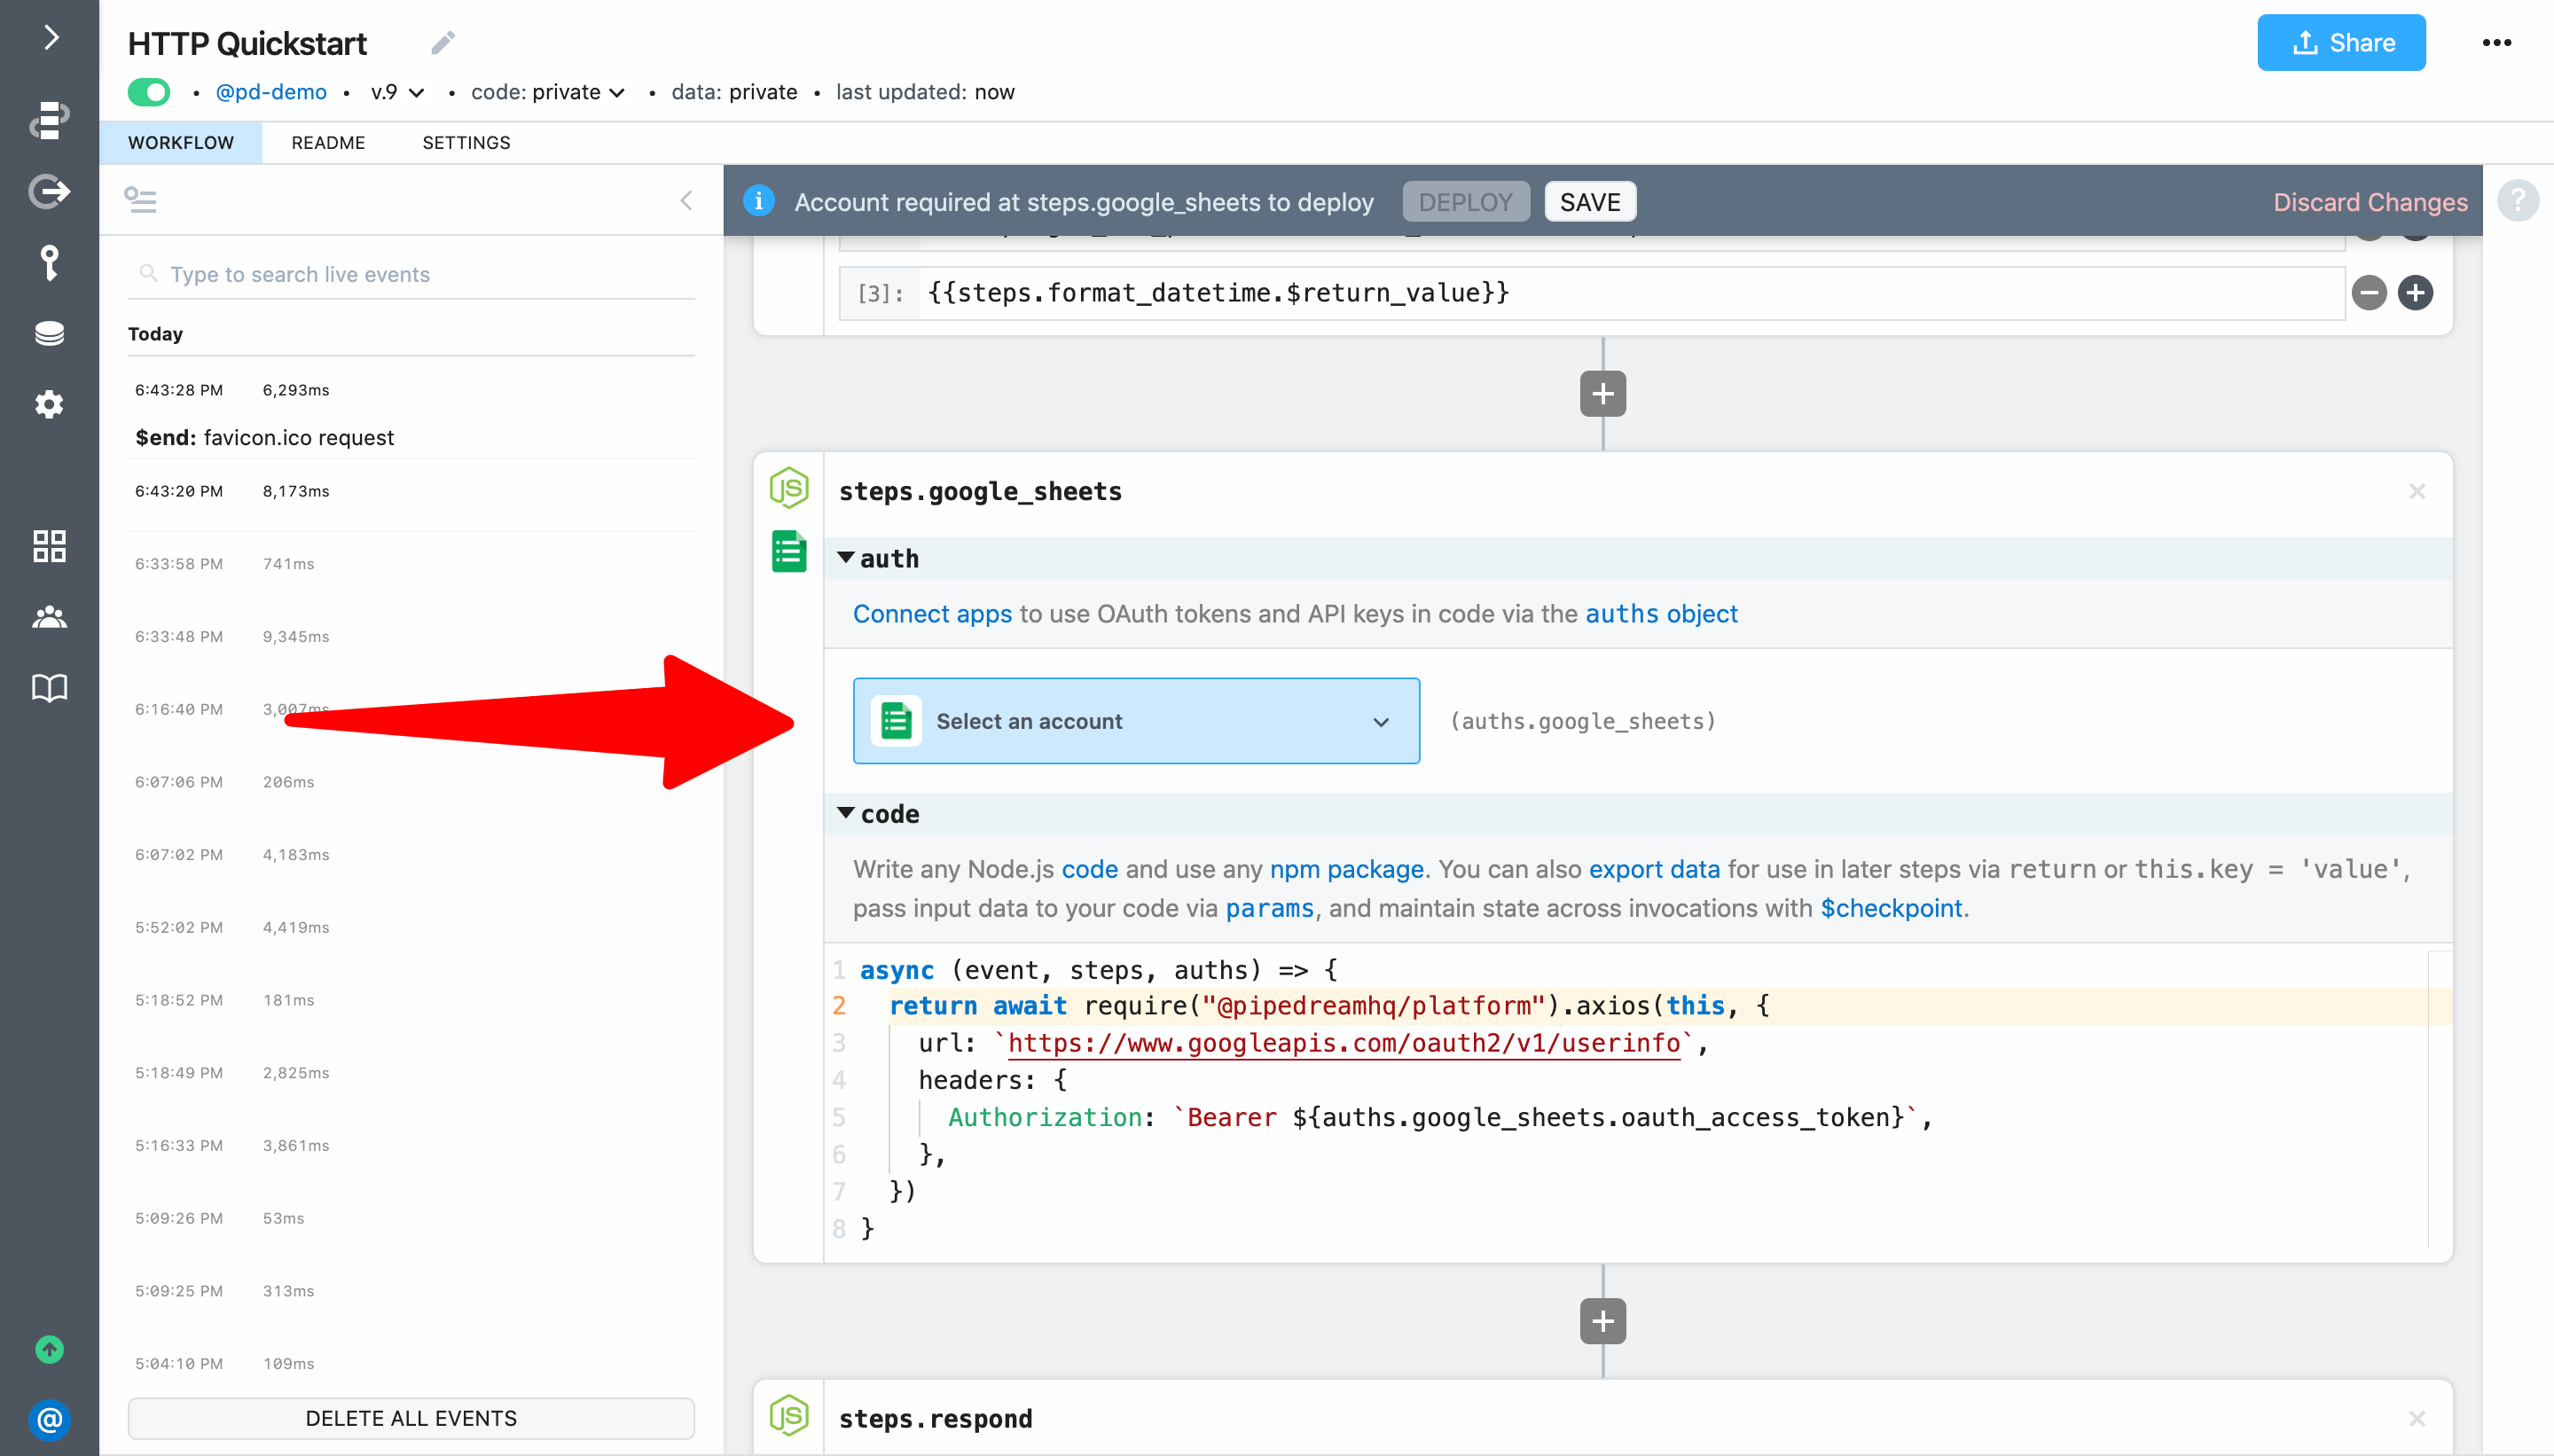 HTTP Quickstart
Share
• @pd-demo • v.9 • code: private • data: private • last updated: now
WORKFLOW README SETTINGS
Account required at steps.google_sheets to deploy DEPLOY SAVE Discard Changes ?
Type to search live events
Today
6:43:28 PM 6,293ms
$end: favicon.ico request
6:43:20 PM 8,173ms
6:33:58 PM 741ms
6:33:48 PM 9,345ms
6:16:40 PM 3,007ms
6:07:06 PM 206ms
6:07:02 PM 4,183ms
5:52:02 PM 4,419ms
5:18:52 PM 181ms
5:18:49 PM 2,825ms
5:16:33 PM 3,861ms
5:09:26 PM 53ms
5:09:25 PM 313ms
5:04:10 PM 109ms
DELETE ALL EVENTS
[3]: {{steps.format_datetime.$return_value}}
steps.google_sheets
auth
Connect apps to use OAuth tokens and API keys in code via the auths object
Select an account (auths.google_sheets)
code
Write any Node.js code and use any npm package. You can also export data for use in later steps via return or this.key = 'value',
pass input data to your code via params, and maintain state across invocations with $checkpoint.
1 async (event, steps, auths) => {
2 return await require("@pipedreamhq/platform").axios(this, {
3 url: `https://www.googleapis.com/oauth2/v1/userinfo`,
4 headers: {
5 Authorization: `Bearer ${auths.google_sheets.oauth_access_token}`,
6 },
7 })
8 }
JS steps.respond